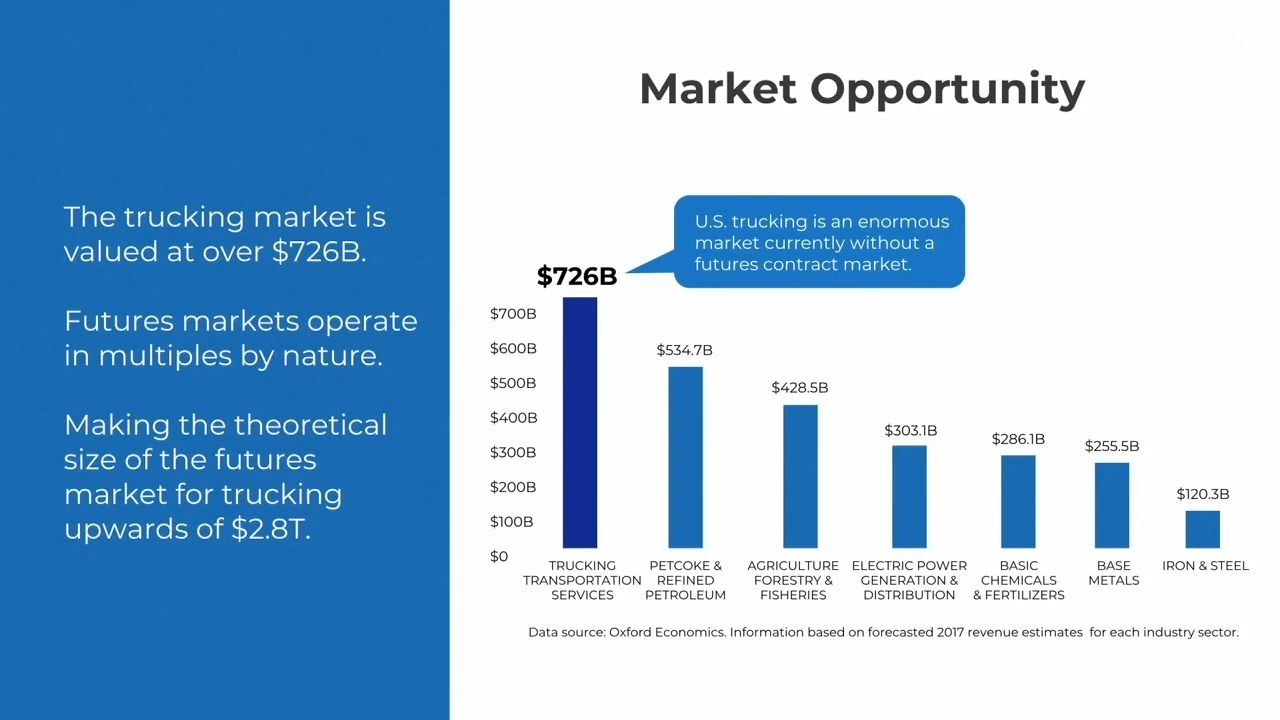 Market Opportunity
The trucking market is
valued at over $726B.
Futures markets operate
in multiples by nature.
Making the theoretical
size of the futures
market for trucking
upwards of $2.8T.
U.S. trucking is an enormous
market currently without a
futures contract market.
$726B
$534.7B
$428.5B
$303.1B
$286.1B
$255.5B
$120.3B
$700B
$600B
$500B
$400B
$300B
$200B
$100B
$0
TRUCKING
TRANSPORTATION
SERVICES
PETCOKE &
REFINED
PETROLEUM
AGRICULTURE
FORESTRY &
FISHERIES
ELECTRIC POWER
GENERATION &
DISTRIBUTION
BASIC
CHEMICALS
& FERTILIZERS
BASE
METALS
IRON & STEEL
Data source: Oxford Economics. Information based on forecasted 2017 revenue estimates for each industry sector.